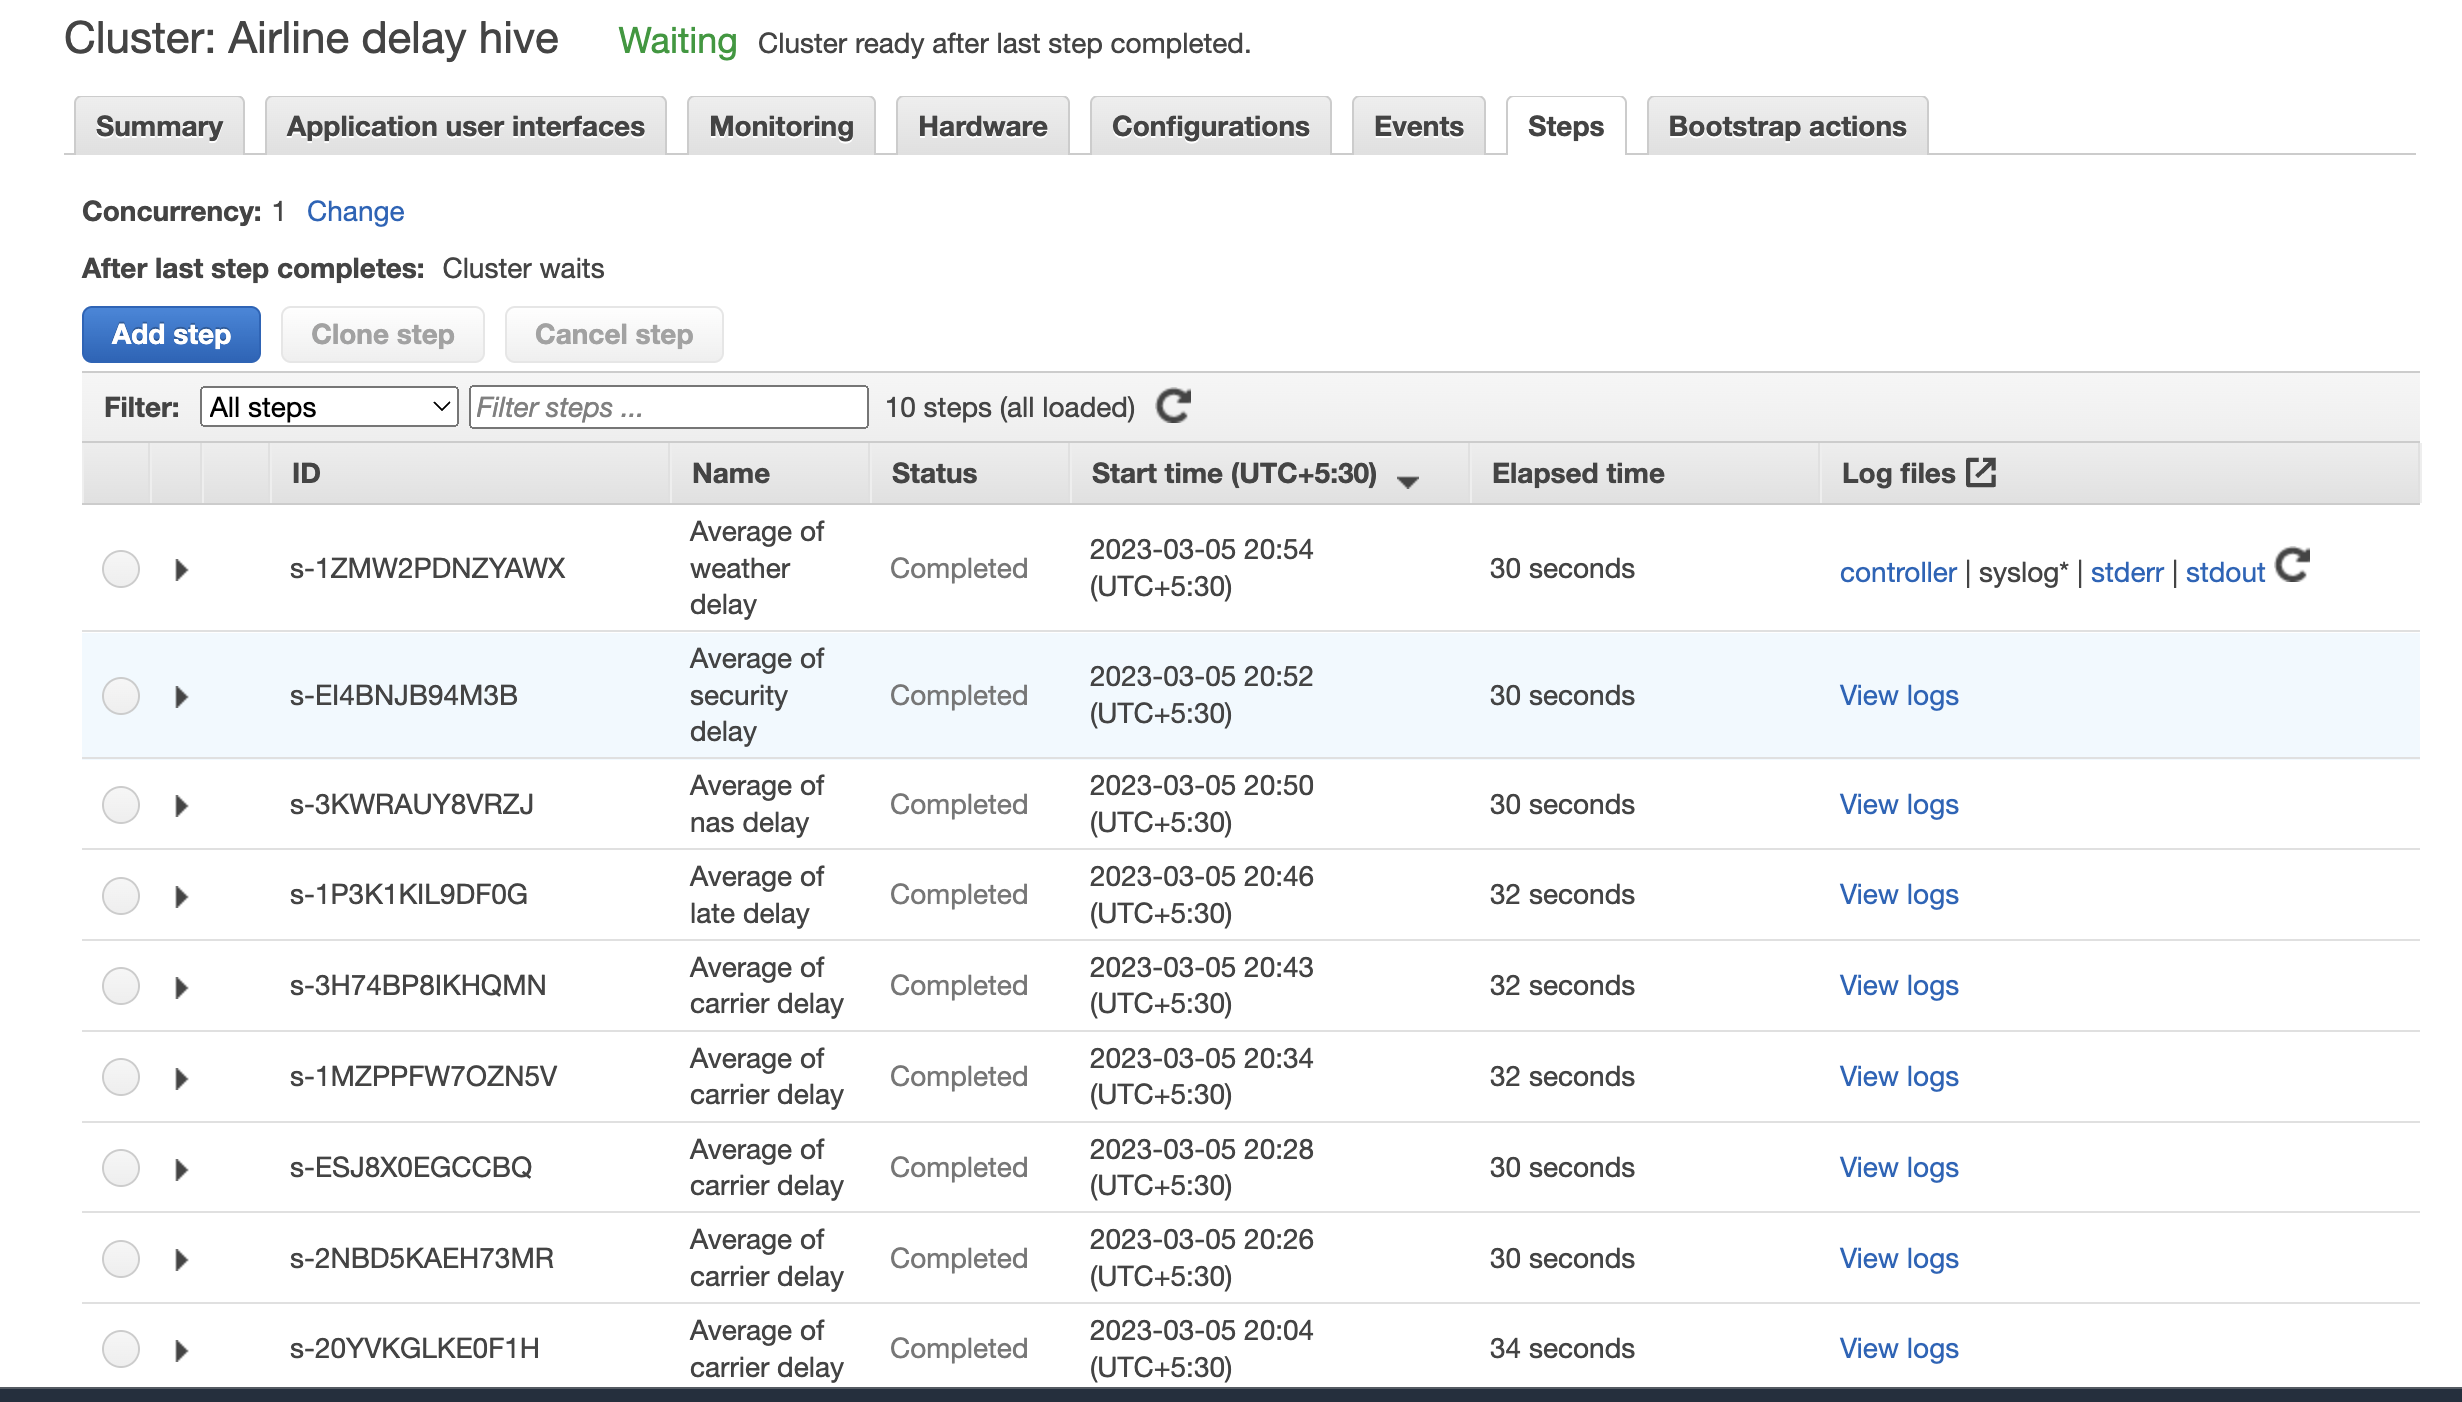 Cluster: Airline delay hive Waiting Cluster ready after last step completed.
Summary Application user interfaces Monitoring Hardware Configurations Events Steps Bootstrap actions
Concurrency: 1 Change
After last step completes: Cluster waits
Add step Clone step Cancel step
Filter: All steps Filter steps ... 10 steps (all loaded)
ID Name Status Start time (UTC+5:30) Elapsed time Log files
s-1ZMW2PDNZYAWX Average of weather delay Completed 2023-03-05 20:54 (UTC+5:30) 30 seconds controller | syslog* | stderr | stdout
s-EI4BNJB94M3B Average of security delay Completed 2023-03-05 20:52 (UTC+5:30) 30 seconds View logs
s-3KWRAUY8VRZJ Average of nas delay Completed 2023-03-05 20:50 (UTC+5:30) 30 seconds View logs
s-1P3K1KIL9DF0G Average of late delay Completed 2023-03-05 20:46 (UTC+5:30) 32 seconds View logs
s-3H74BP8IKHQMN Average of carrier delay Completed 2023-03-05 20:43 (UTC+5:30) 32 seconds View logs
s-1MZPPFW7OZN5V Average of carrier delay Completed 2023-03-05 20:34 (UTC+5:30) 32 seconds View logs
s-ESJ8X0EGCCBQ Average of carrier delay Completed 2023-03-05 20:28 (UTC+5:30) 30 seconds View logs
s-2NBD5KAEH73MR Average of carrier delay Completed 2023-03-05 20:26 (UTC+5:30) 30 seconds View logs
s-20YVKGLKE0F1H Average of carrier delay Completed 2023-03-05 20:04 (UTC+5:30) 34 seconds View logs